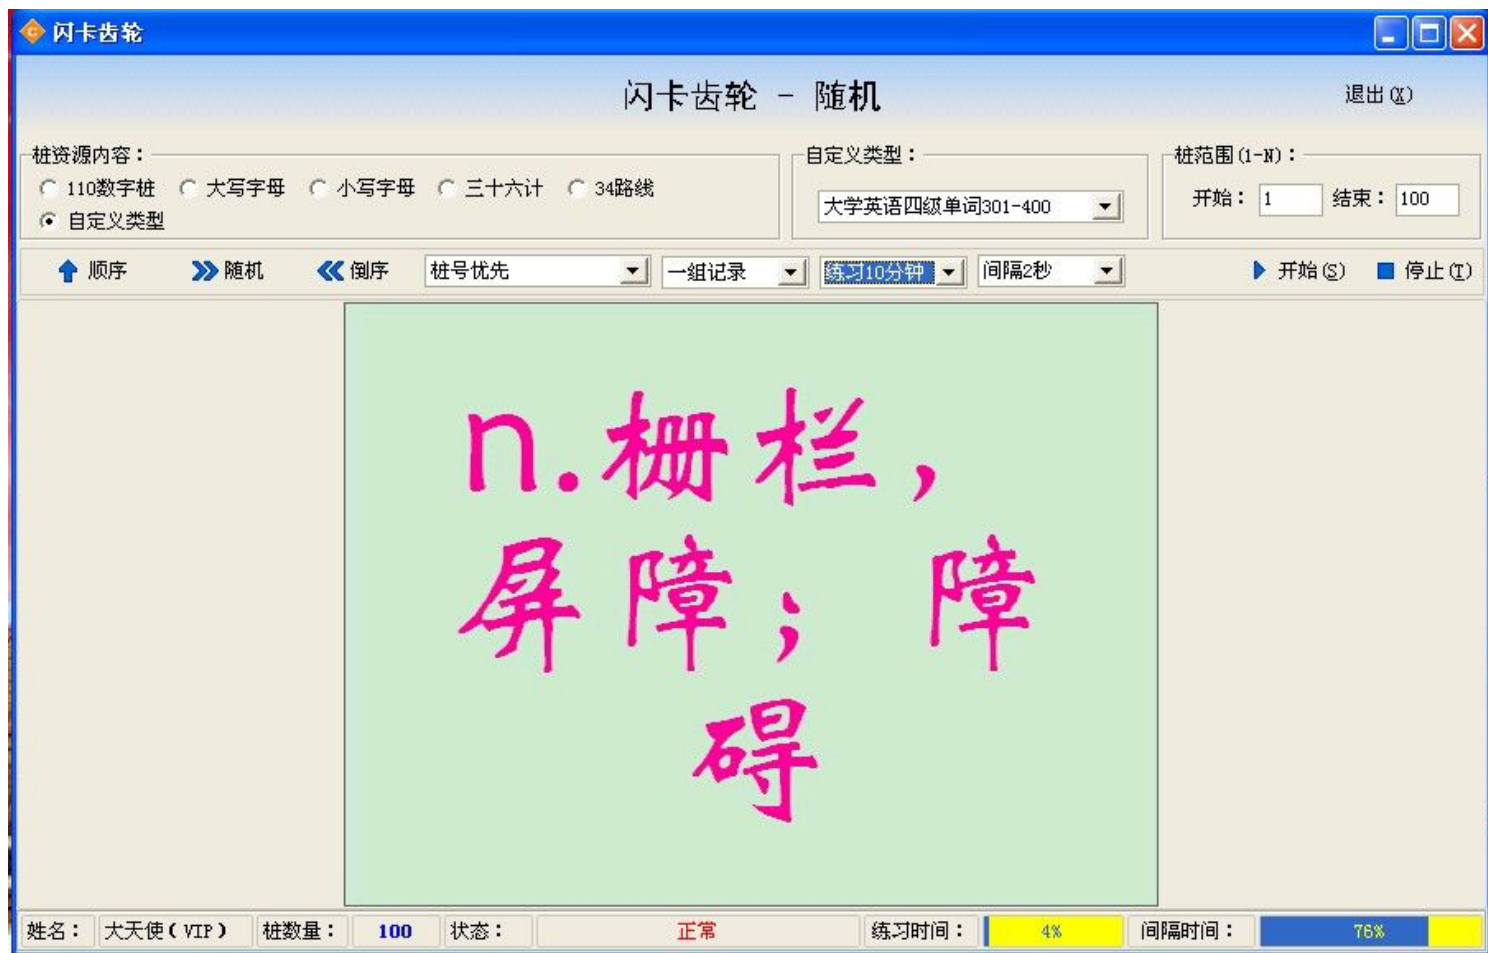 闪卡齿轮
闪卡齿轮 - 随机
退出(X)
桩资源内容：
110数字桩 大写字母 小写字母 三十六计 34路线
自定义类型
自定义类型：
大学英语四级单词301-400
桩范围(1-N)：
开始： 1 结束： 100
顺序 随机 倒序 桩号优先 一组记录 练习10分钟 间隔2秒 开始(S) 停止(T)
n.栅栏，
屏障； 障
碍
姓名： 大天使(VIP) 桩数量： 100 状态： 正常 练习时间： 4% 间隔时间： 76%